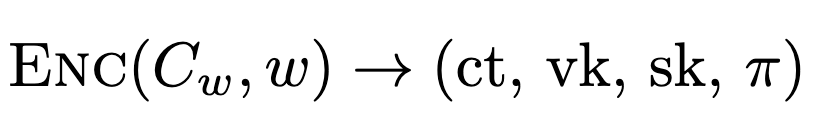 ENC(C_w, w) → (ct, vk, sk, π)